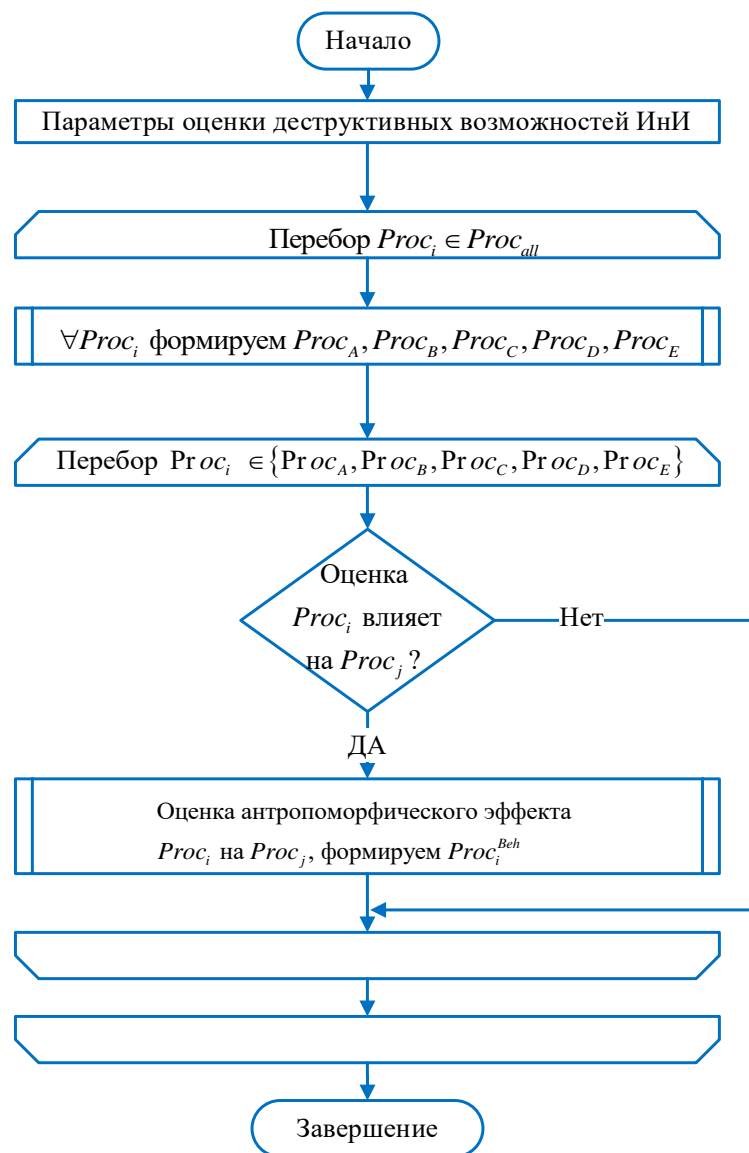 Начало
Параметры оценки деструктивных возможностей ИнИ
Перебор Proc_i ∈ Proc_all
∀Proc_i формируем Proc_A, Proc_B, Proc_C, Proc_D, Proc_E
Перебор Proc_i ∈ {Proc_A, Proc_B, Proc_C, Proc_D, Proc_E}
Оценка
Proc_i влияет
на Proc_j ?
Нет
ДА
Оценка антропоморфического эффекта
Proc_i на Proc_j, формируем Proc_i^Beh
Завершение